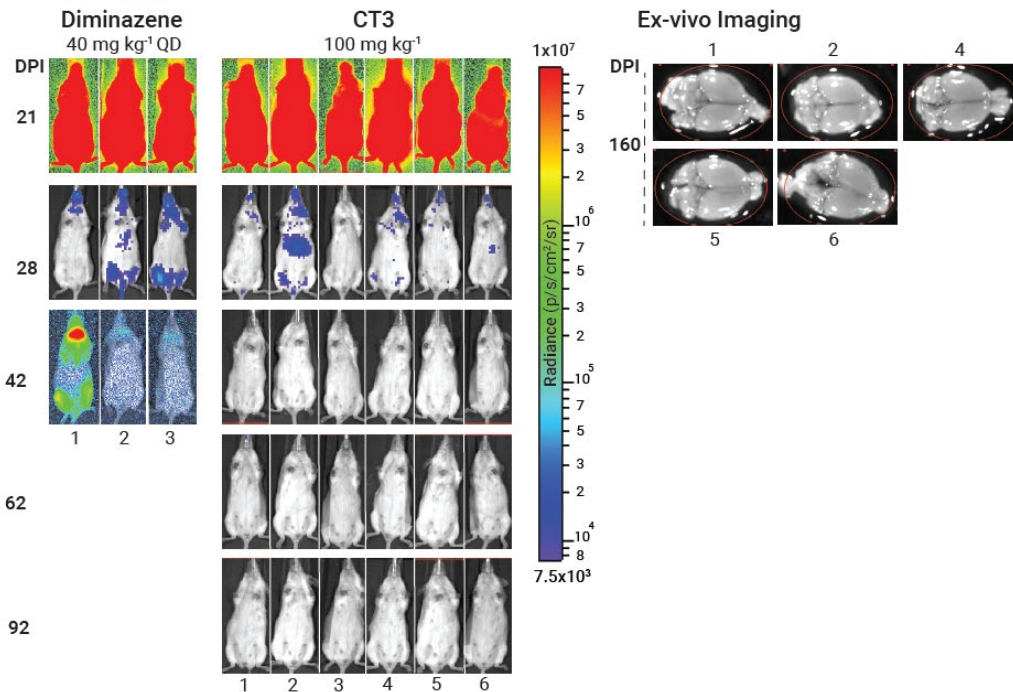 Diminazene
40 mg kg⁻¹ QD
CT3
100 mg kg⁻¹
Ex-vivo Imaging
DPI
21
28
42
1 2 3
62
92
1 2 3 4 5 6
1x10⁷
7
5
4
3
2
10⁶
7
5
4
3
2
10⁵
7
5
4
3
2
10⁴
8
7.5x10³
Radiance (p/s/cm²/sr)
1 2 4
DPI
160
5 6